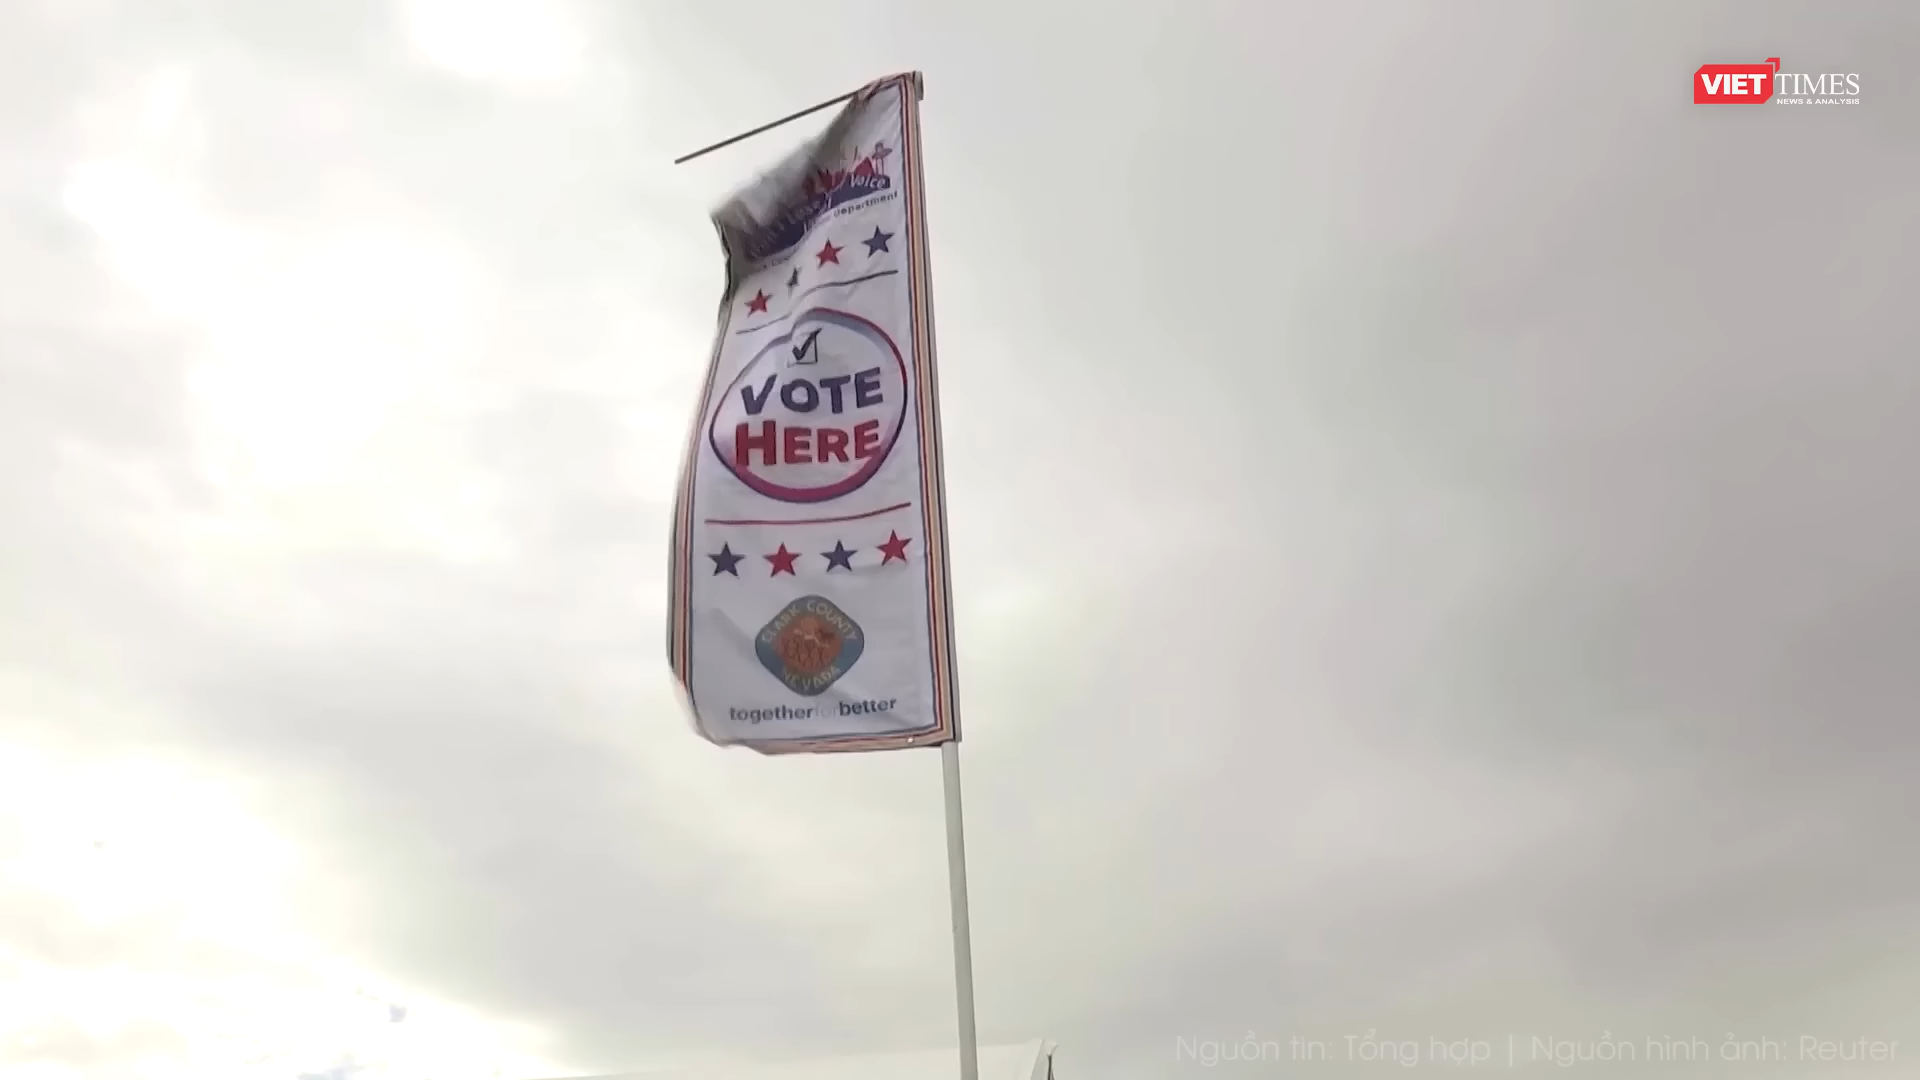 VIET TIMES
NEWS & ANALYSIS
Voice
Department
VOTE
HERE
CLARK COUNTY
NEVADA
togetherforbetter
Nguồn tin: Tổng hợp | Nguồn hình ảnh: Reuter